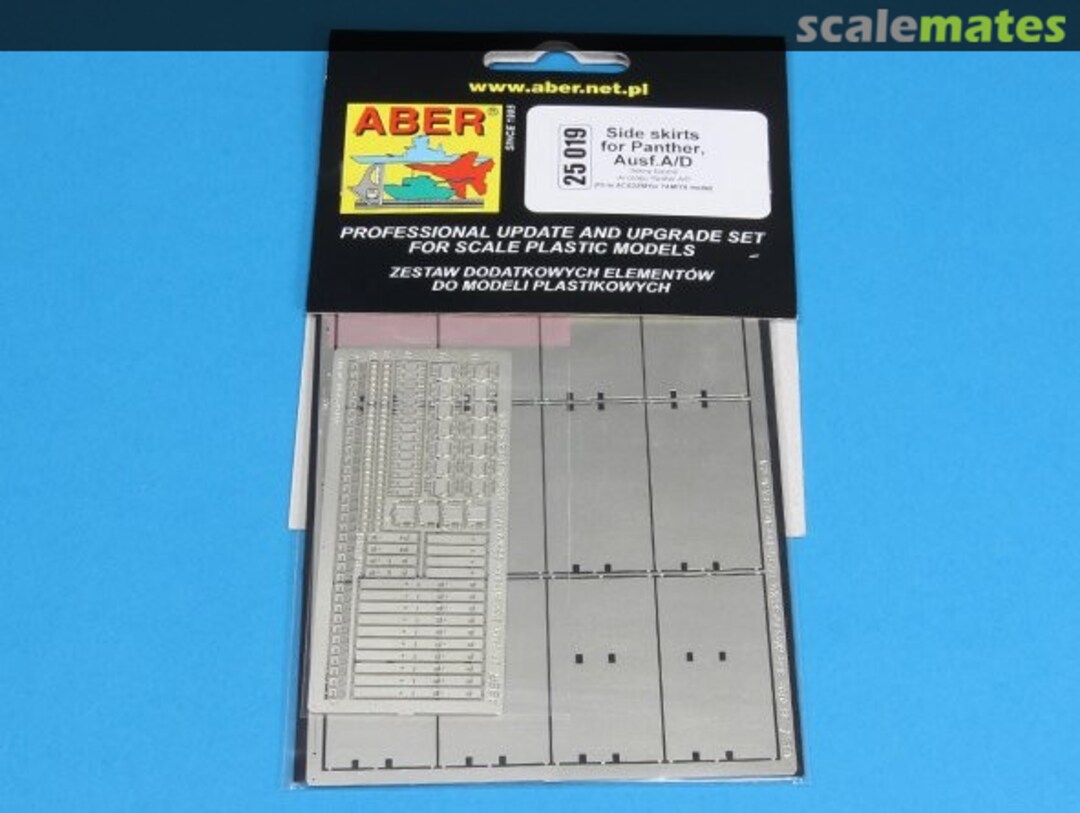 scalemates
www.aber.net.pl
ABER®
SINCE 1995
25 019
Side skirts
for Panther,
Ausf.A/D
PROFESSIONAL UPDATE AND UPGRADE SET
FOR SCALE PLASTIC MODELS
ZESTAW DODATKOWYCH ELEMENTÓW
DO MODELI PLASTIKOWYCH